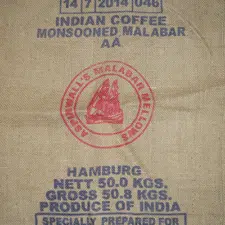 14 7 2014 046
INDIAN COFFEE
MONSOONED MALABAR
AA
ASPINWALL'S MALABAR MELLOWS
HAMBURG
NETT 50.0 KGS.
GROSS 50.8 KGS.
PRODUCE OF INDIA
SPECIALLY PREPARED FOR